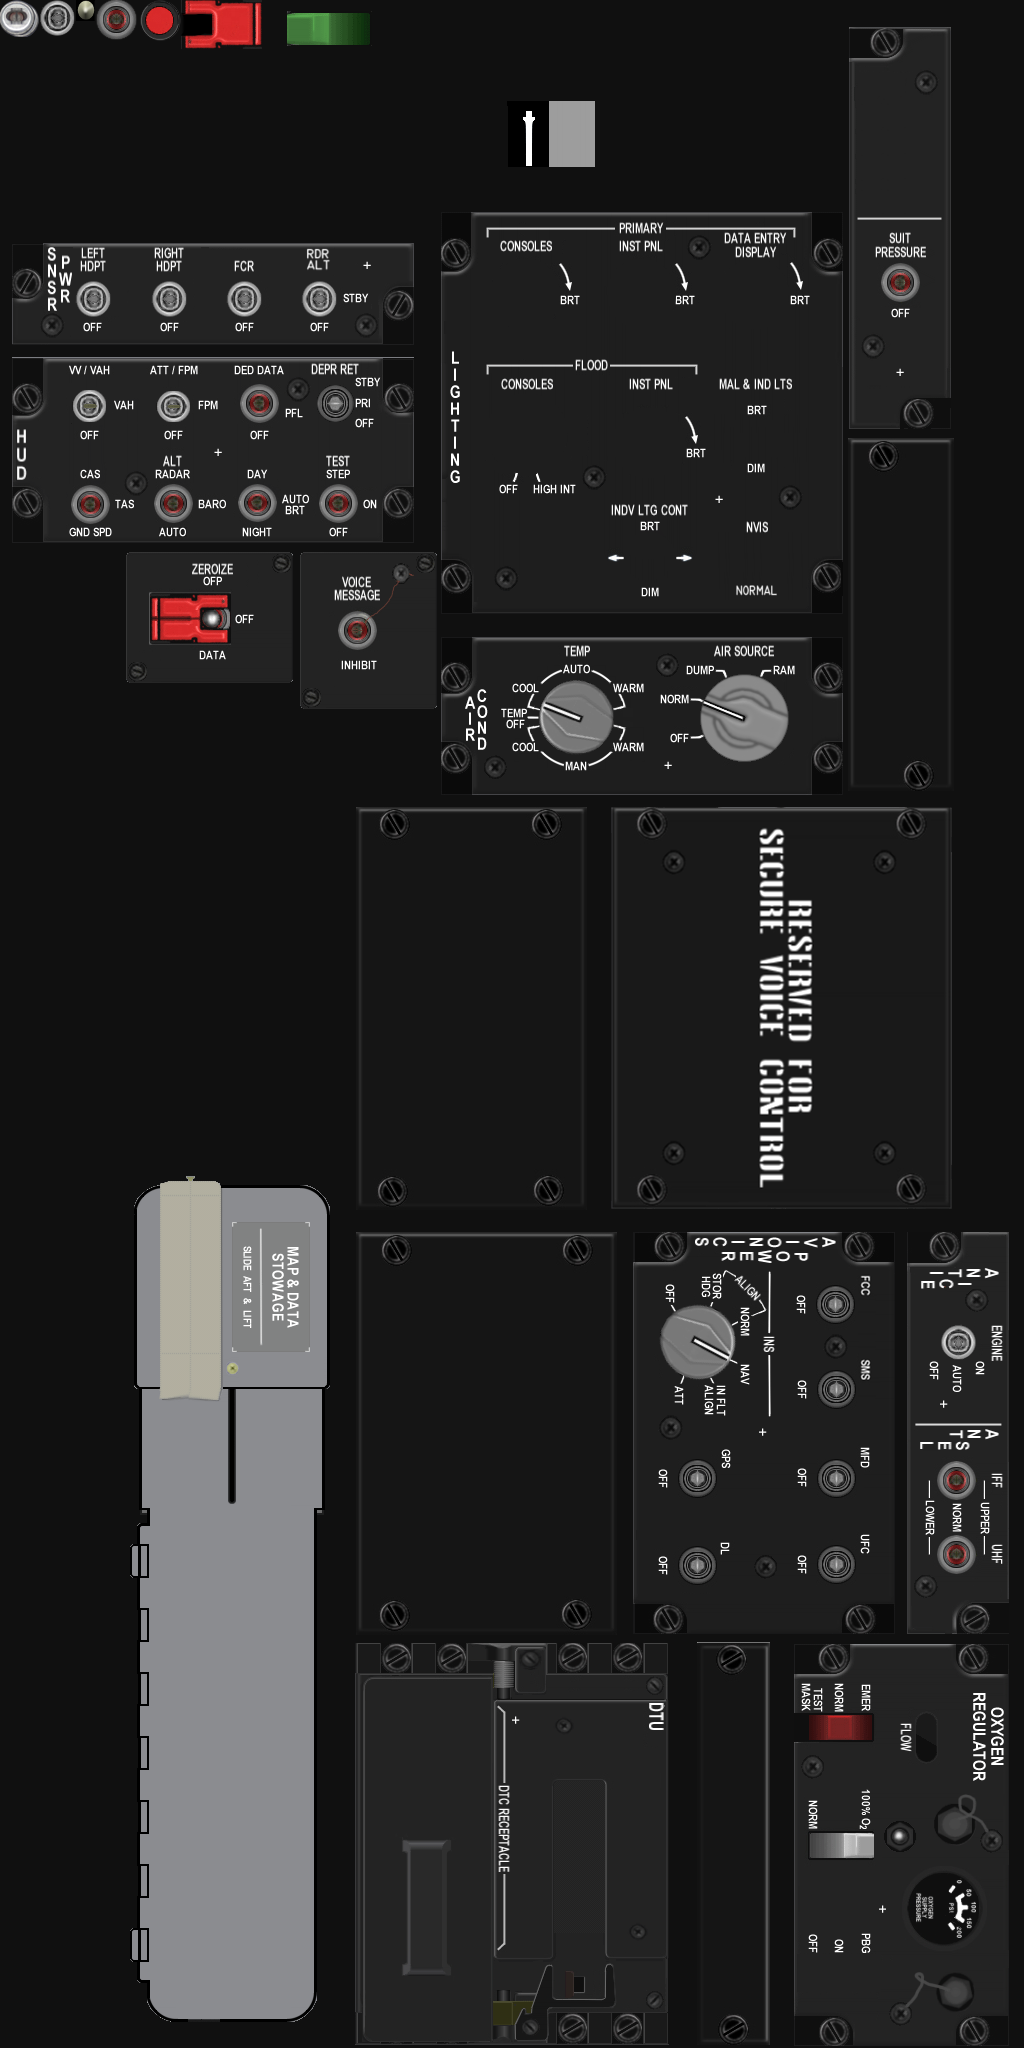 SNSR
PWR
LEFT
HDPT
OFF
RIGHT
HDPT
OFF
FCR
OFF
RDR
ALT
STBY
OFF
HUD
VV / VAH
VAH
OFF
ATT / FPM
FPM
OFF
DED DATA
PFL
OFF
DEPR RET
STBY
PRI
OFF
CAS
TAS
GND SPD
ALT
RADAR
BARO
AUTO
DAY
AUTO
BRT
NIGHT
TEST
STEP
ON
OFF
ZEROIZE
OFP
OFF
DATA
VOICE
MESSAGE
INHIBIT
LIGHTING
PRIMARY
CONSOLES
BRT
INST PNL
BRT
DATA ENTRY
DISPLAY
BRT
FLOOD
CONSOLES
OFF
HIGH INT
INST PNL
BRT
MAL & IND LTS
BRT
DIM
INDV LTG CONT
BRT
DIM
NVIS
NORMAL
SUIT
PRESSURE
OFF
AIR
COND
TEMP
AUTO
COOL
WARM
TEMP
OFF
COOL
WARM
MAN
AIR SOURCE
DUMP
RAM
NORM
OFF
RESERVED FOR
SECURE VOICE CONTROL
MAP & DATA
STOWAGE
SLIDE AFT & LIFT
AVIONICS
POWER
FCC
OFF
SMS
OFF
MFD
OFF
UFC
OFF
INS
OFF
STOR
HDG
ALIGN
NORM
NAV
IN FLT
ALIGN
ATT
GPS
OFF
DL
OFF
ANTI
ICE
ENGINE
ON
AUTO
OFF
ANT
SEL
IFF
UHF
UPPER
NORM
LOWER
DTU
DTC RECEPTACLE
OXYGEN
REGULATOR
FLOW
EMER
NORM
TEST
MASK
100% O2
NORM
PBG
ON
OFF
0
50
100
150
200
PSI
OXYGEN
SUPPLY
PRESSURE